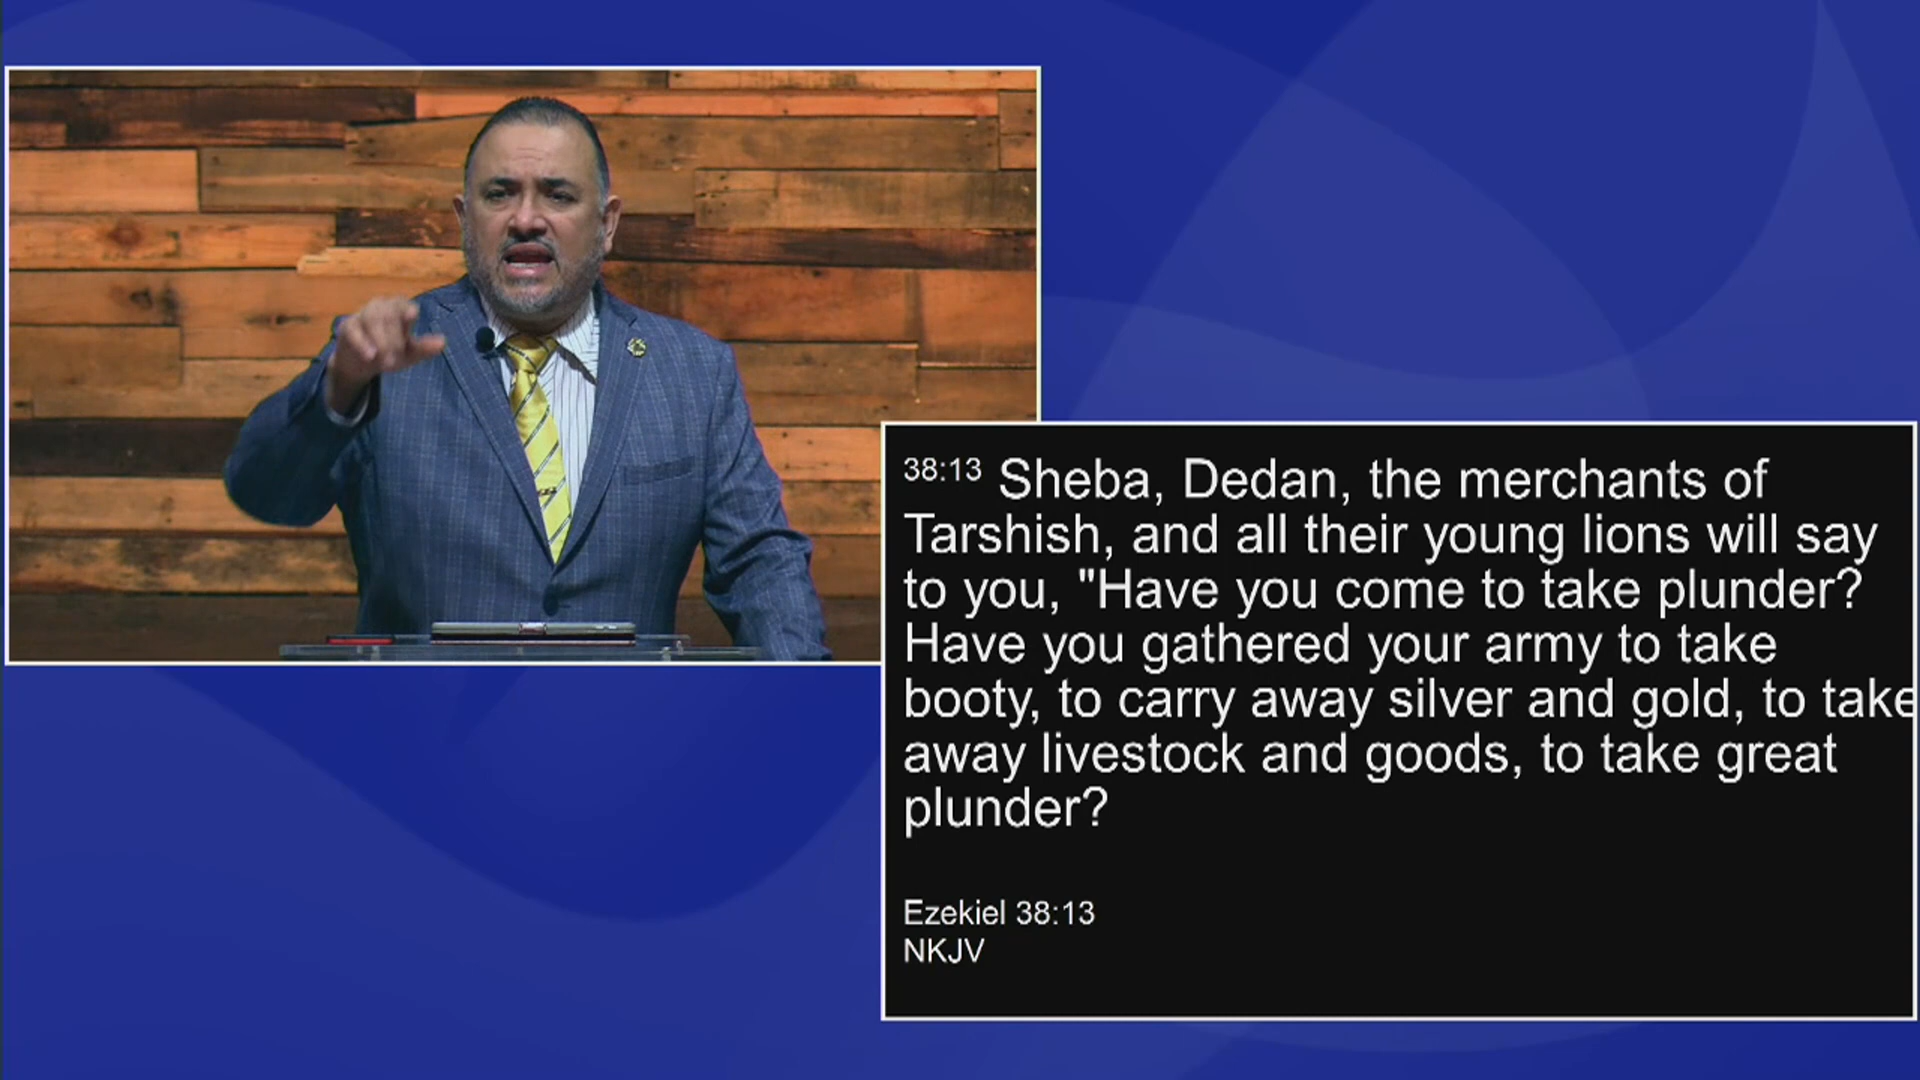 38:13 Sheba, Dedan, the merchants of
Tarshish, and all their young lions will say
to you, "Have you come to take plunder?
Have you gathered your army to take
booty, to carry away silver and gold, to take
away livestock and goods, to take great
plunder?
Ezekiel 38:13
NKJV